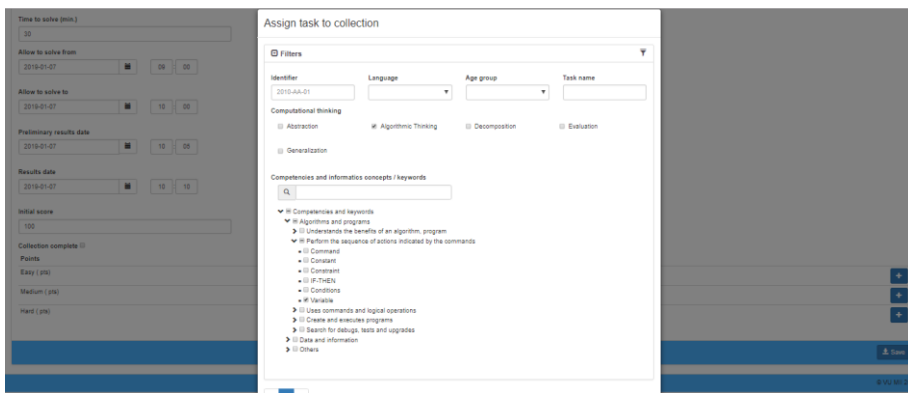 Time to solve (min.)
30
Allow to solve from
2019-01-07 09 : 00
Allow to solve to
2019-01-07 10 : 00
Preliminary results date
2019-01-07 10 : 05
Results date
2019-01-07 10 : 10
Initial score
100
Collection complete
Points
Easy ( pts)
Medium ( pts)
Hard ( pts)
Save
Assign task to collection
Filters
Identifier Language Age group Task name
2010-AA-01
Computational thinking
Abstraction Algorithmic Thinking Decomposition Evaluation
Generalization
Competencies and informatics concepts / keywords
Competencies and keywords
Algorithms and programs
Understands the benefits of an algorithm, program
Perform the sequence of actions indicated by the commands
Command
Constant
Constraint
IF-THEN
Conditions
Variable
Uses commands and logical operations
Create and executes programs
Search for debugs, tests and upgrades
Data and information
Others